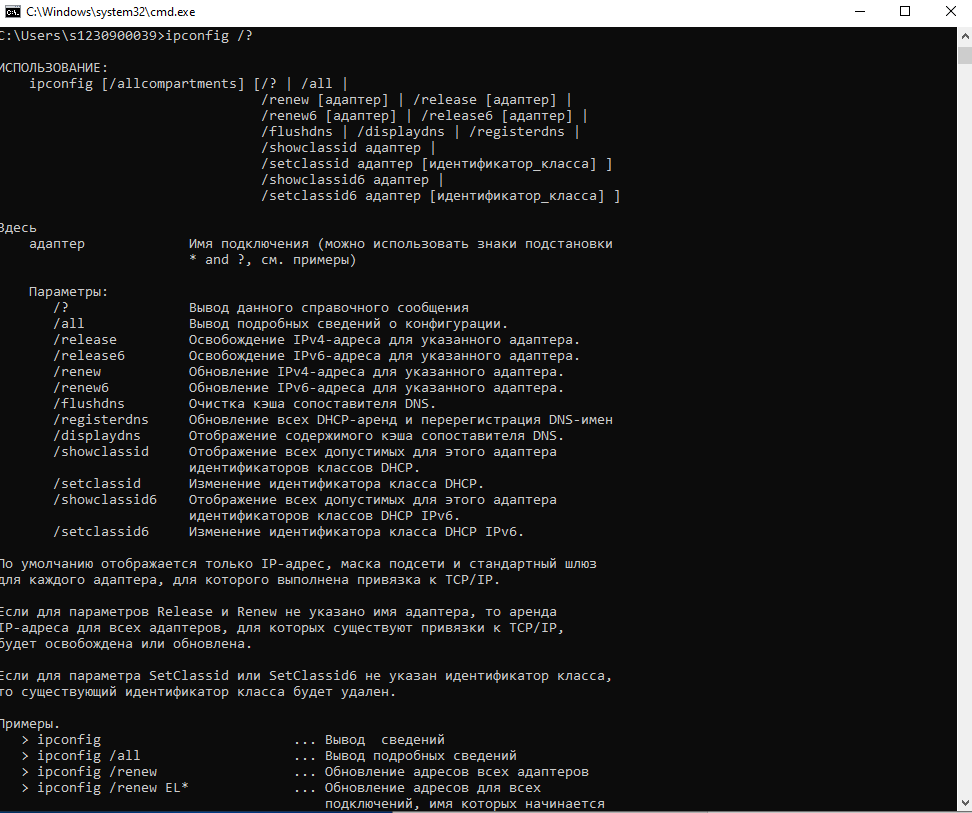 C:\Windows\system32\cmd.exe
C:\Users\s1230900039>ipconfig /?
ИСПОЛЬЗОВАНИЕ:
ipconfig [/allcompartments] [/? | /all |
/renew [адаптер] | /release [адаптер] |
/renew6 [адаптер] | /release6 [адаптер] |
/flushdns | /displaydns | /registerdns |
/showclassid адаптер |
/setclassid адаптер [идентификатор_класса] ]
/showclassid6 адаптер |
/setclassid6 адаптер [идентификатор_класса] ]
Здесь
адаптер Имя подключения (можно использовать знаки подстановки
* and ?, см. примеры)
Параметры:
/? Вывод данного справочного сообщения
/all Вывод подробных сведений о конфигурации.
/release Освобождение IPv4-адреса для указанного адаптера.
/release6 Освобождение IPv6-адреса для указанного адаптера.
/renew Обновление IPv4-адреса для указанного адаптера.
/renew6 Обновление IPv6-адреса для указанного адаптера.
/flushdns Очистка кэша сопоставителя DNS.
/registerdns Обновление всех DHCP-аренд и перерегистрация DNS-имен
/displaydns Отображение содержимого кэша сопоставителя DNS.
/showclassid Отображение всех допустимых для этого адаптера
идентификаторов классов DHCP.
/setclassid Изменение идентификатора класса DHCP.
/showclassid6 Отображение всех допустимых для этого адаптера
идентификаторов классов DHCP IPv6.
/setclassid6 Изменение идентификатора класса DHCP IPv6.
По умолчанию отображается только IP-адрес, маска подсети и стандартный шлюз
для каждого адаптера, для которого выполнена привязка к TCP/IP.
Если для параметров Release и Renew не указано имя адаптера, то аренда
IP-адреса для всех адаптеров, для которых существуют привязки к TCP/IP,
будет освобождена или обновлена.
Если для параметра SetClassid или SetClassid6 не указан идентификатор класса,
то существующий идентификатор класса будет удален.
Примеры.
> ipconfig ... Вывод  сведений
> ipconfig /all ... Вывод подробных сведений
> ipconfig /renew ... Обновление адресов всех адаптеров
> ipconfig /renew EL* ... Обновление адресов для всех
подключений, имя которых начинается